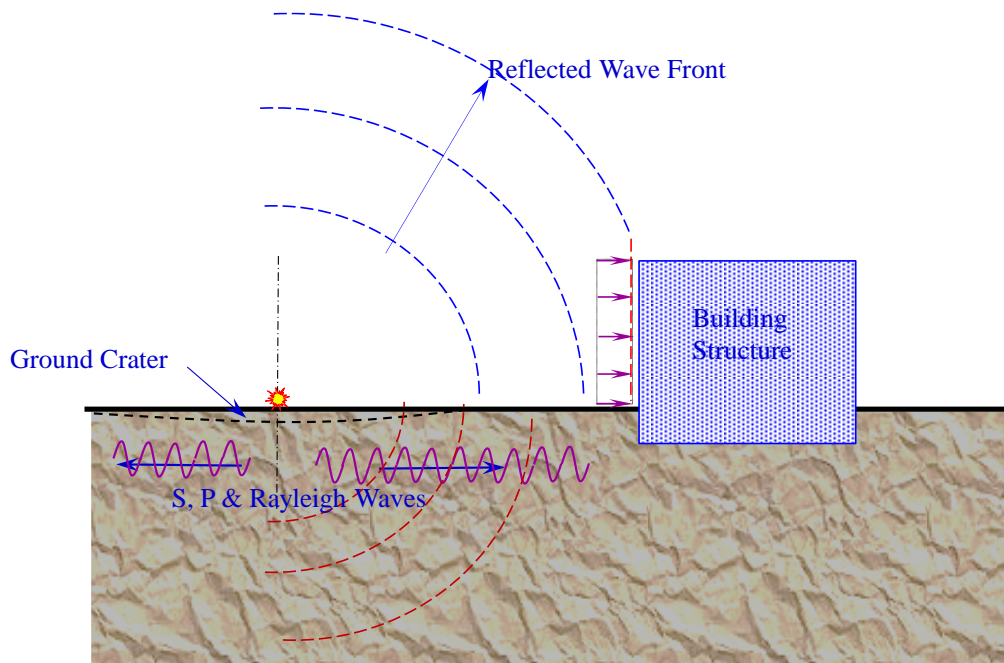 Reflected Wave Front
Building
Structure
Ground Crater
S, P & Rayleigh Waves